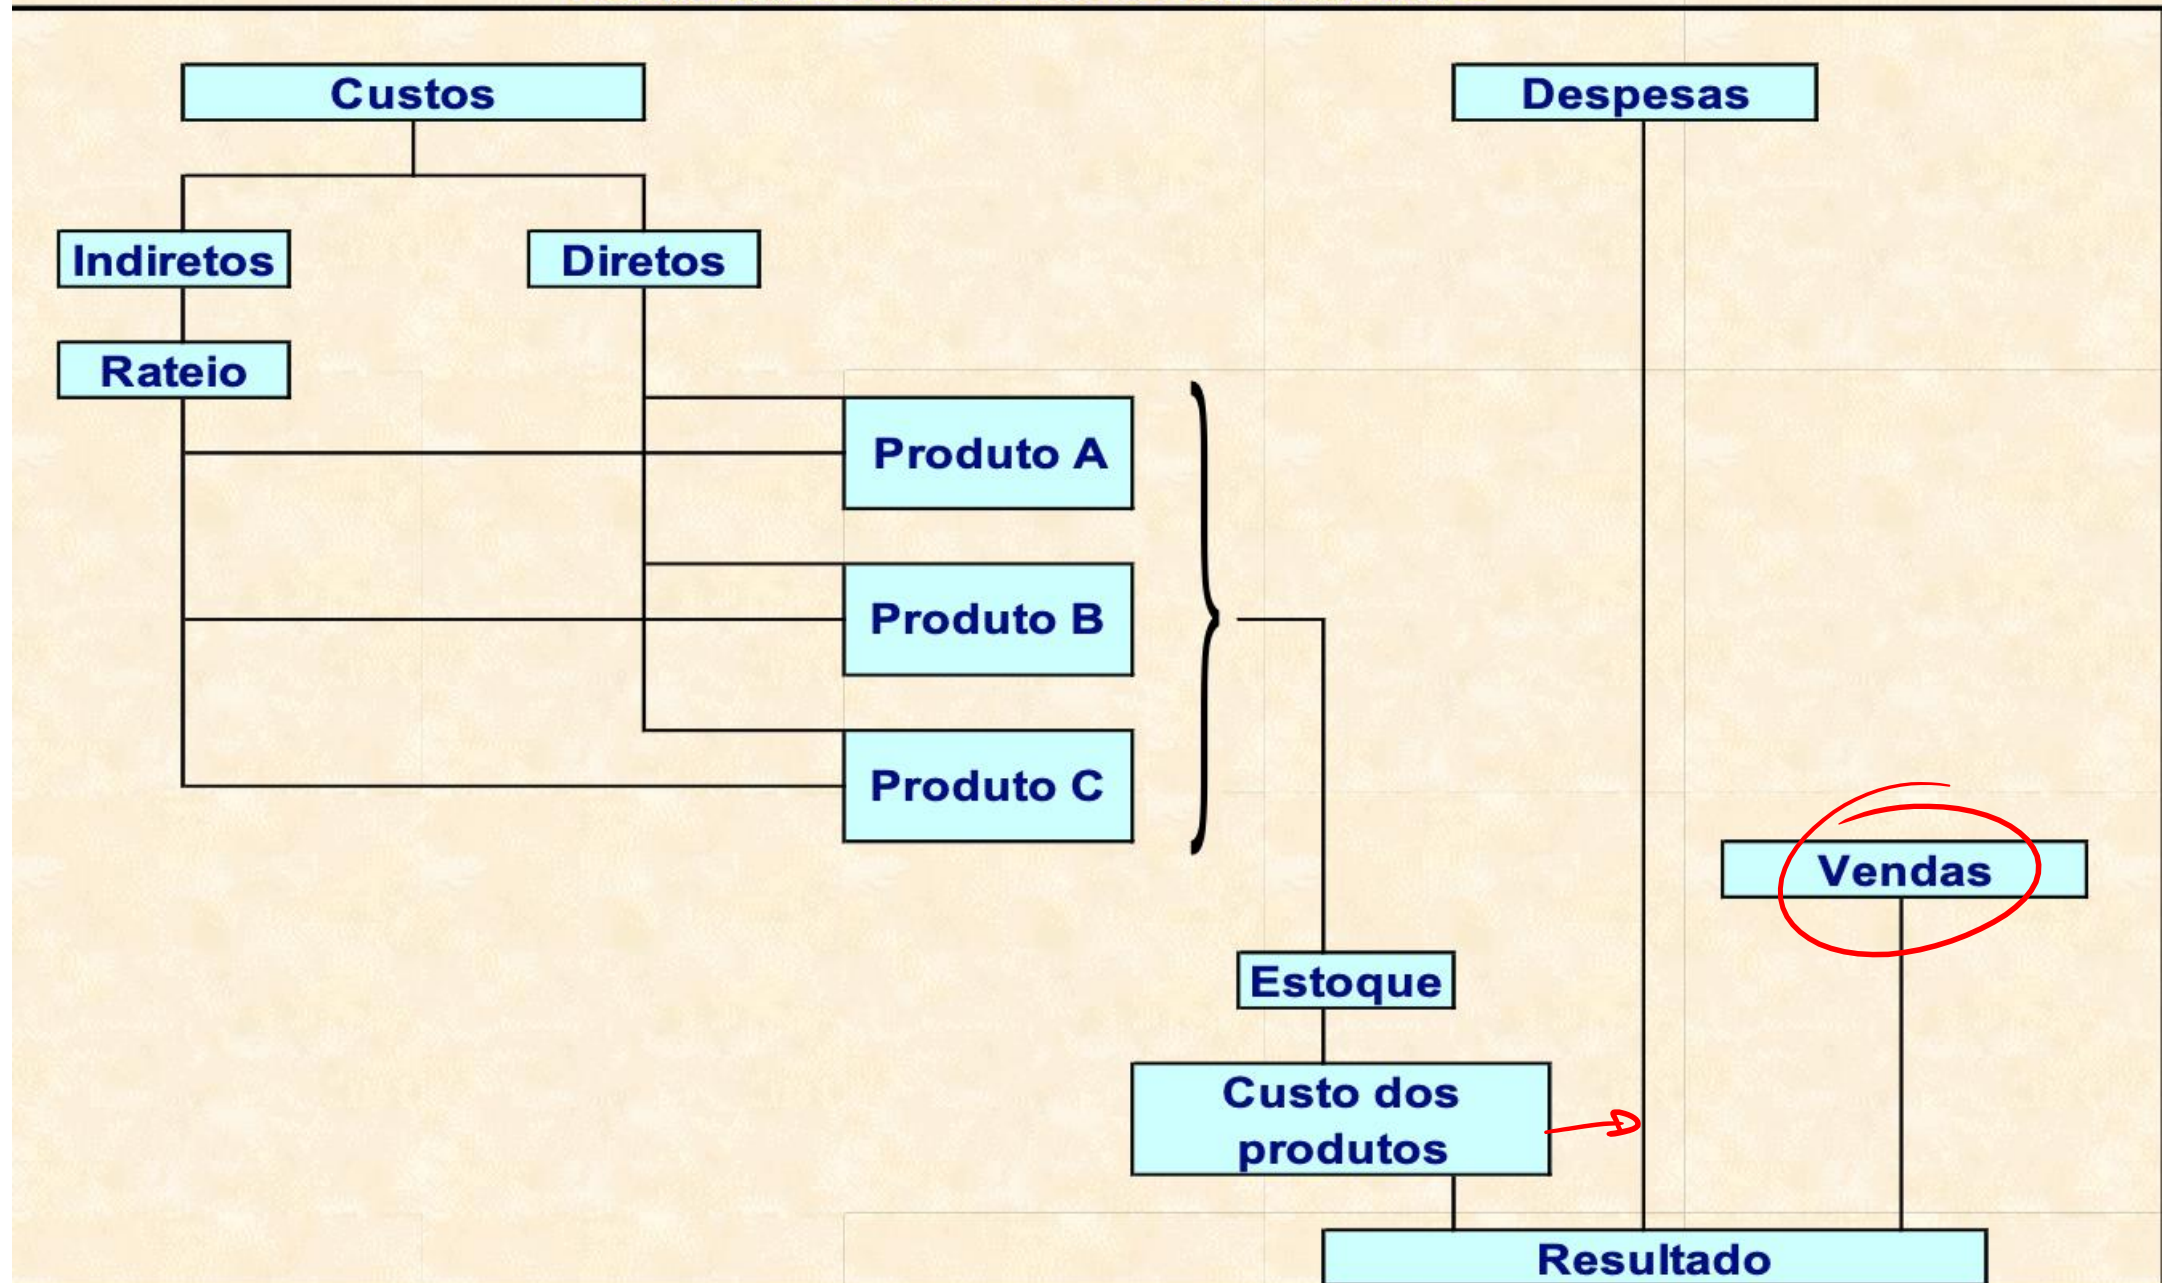 Custos
Despesas
Indiretos
Diretos
Rateio
Produto A
Produto B
Produto C
Vendas
Estoque
Custo dos
produtos
Resultado